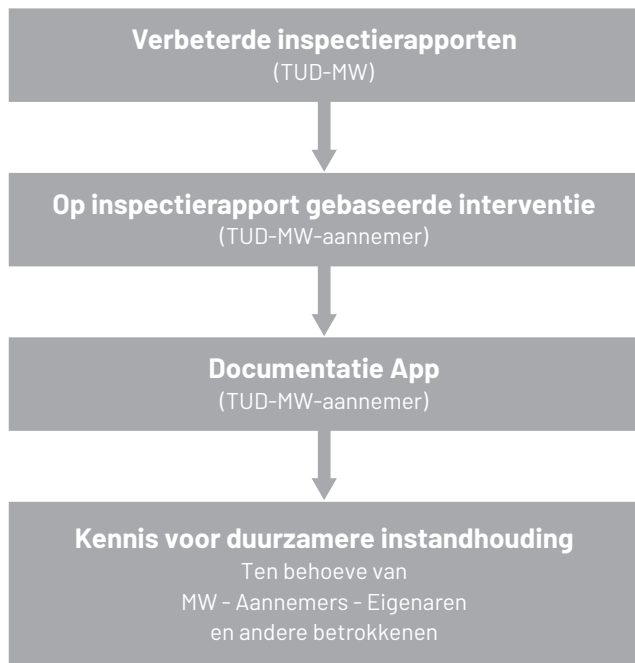 Verbeterde inspectierapporten
(TUD-MW)
Op inspectierapport gebaseerde interventie
(TUD-MW-aannemer)
Documentatie App
(TUD-MW-aannemer)
Kennis voor duurzamere instandhouding
Ten behoeve van
MW - Aannemers - Eigenaren
en andere betrokkenen